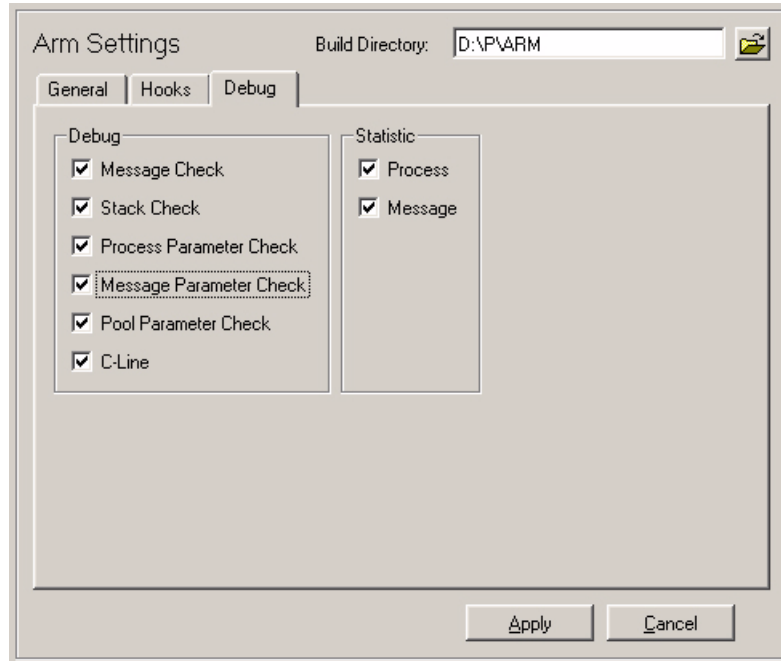 Arm Settings
Build Directory: D:\P\ARM
General Hooks Debug
Debug
Message Check
Stack Check
Process Parameter Check
Message Parameter Check
Pool Parameter Check
C-Line
Statistic
Process
Message
Apply Cancel